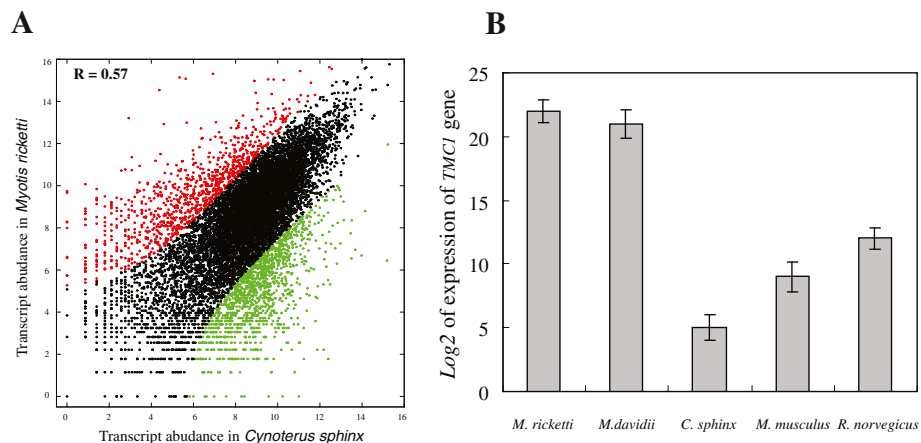 A
R = 0.57
Transcript abudance in Myotis ricketti
16
14
12
10
8
6
4
2
0
0 2 4 6 8 10 12 14 16
Transcript abudance in Cynoterus sphinx
B
Log2 of expression of TMC1 gene
25
20
15
10
5
0
M. ricketti M.davidii C. sphinx M. musculus R. norvegicus